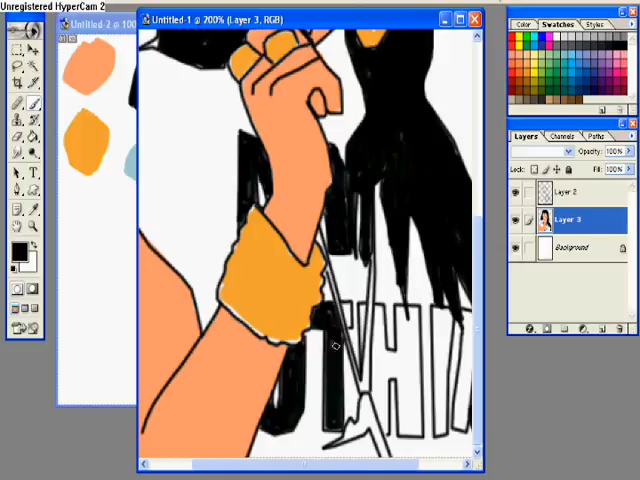 Unregistered HyperCam 2
Untitled-2 @ 100
Untitled-1 @ 200% (Layer 3, RGB)
Color Swatches Styles
Layers Channels Paths
Opacity: 100%
Lock: Fill: 100%
Layer 2
Layer 3
Background